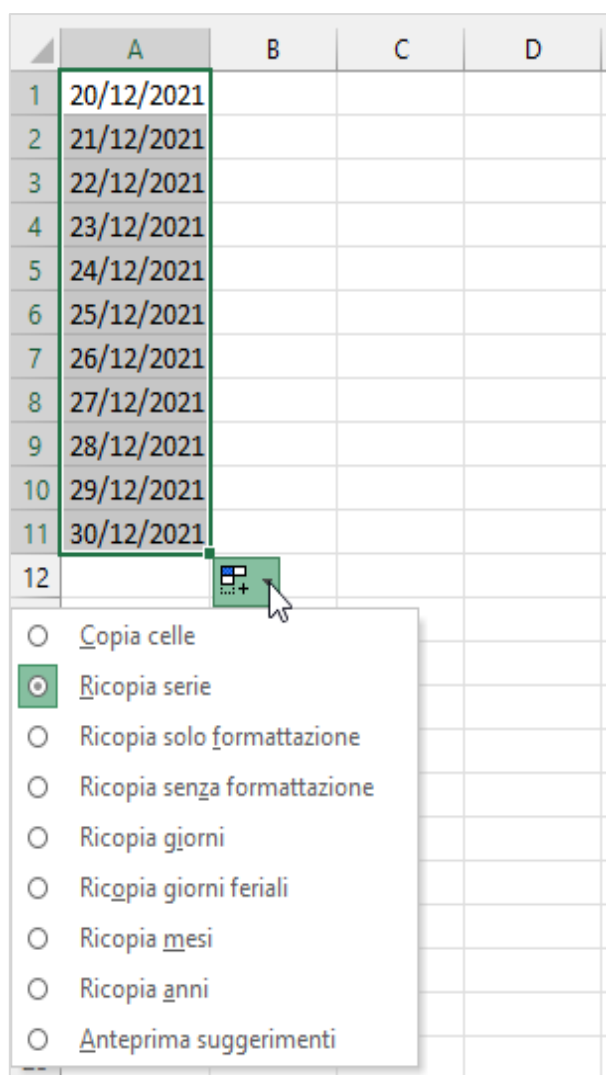 A B C D
1 20/12/2021
2 21/12/2021
3 22/12/2021
4 23/12/2021
5 24/12/2021
6 25/12/2021
7 26/12/2021
8 27/12/2021
9 28/12/2021
10 29/12/2021
11 30/12/2021
12
Copia celle
Ricopia serie
Ricopia solo formattazione
Ricopia senza formattazione
Ricopia giorni
Ricopia giorni feriali
Ricopia mesi
Ricopia anni
Anteprima suggerimenti